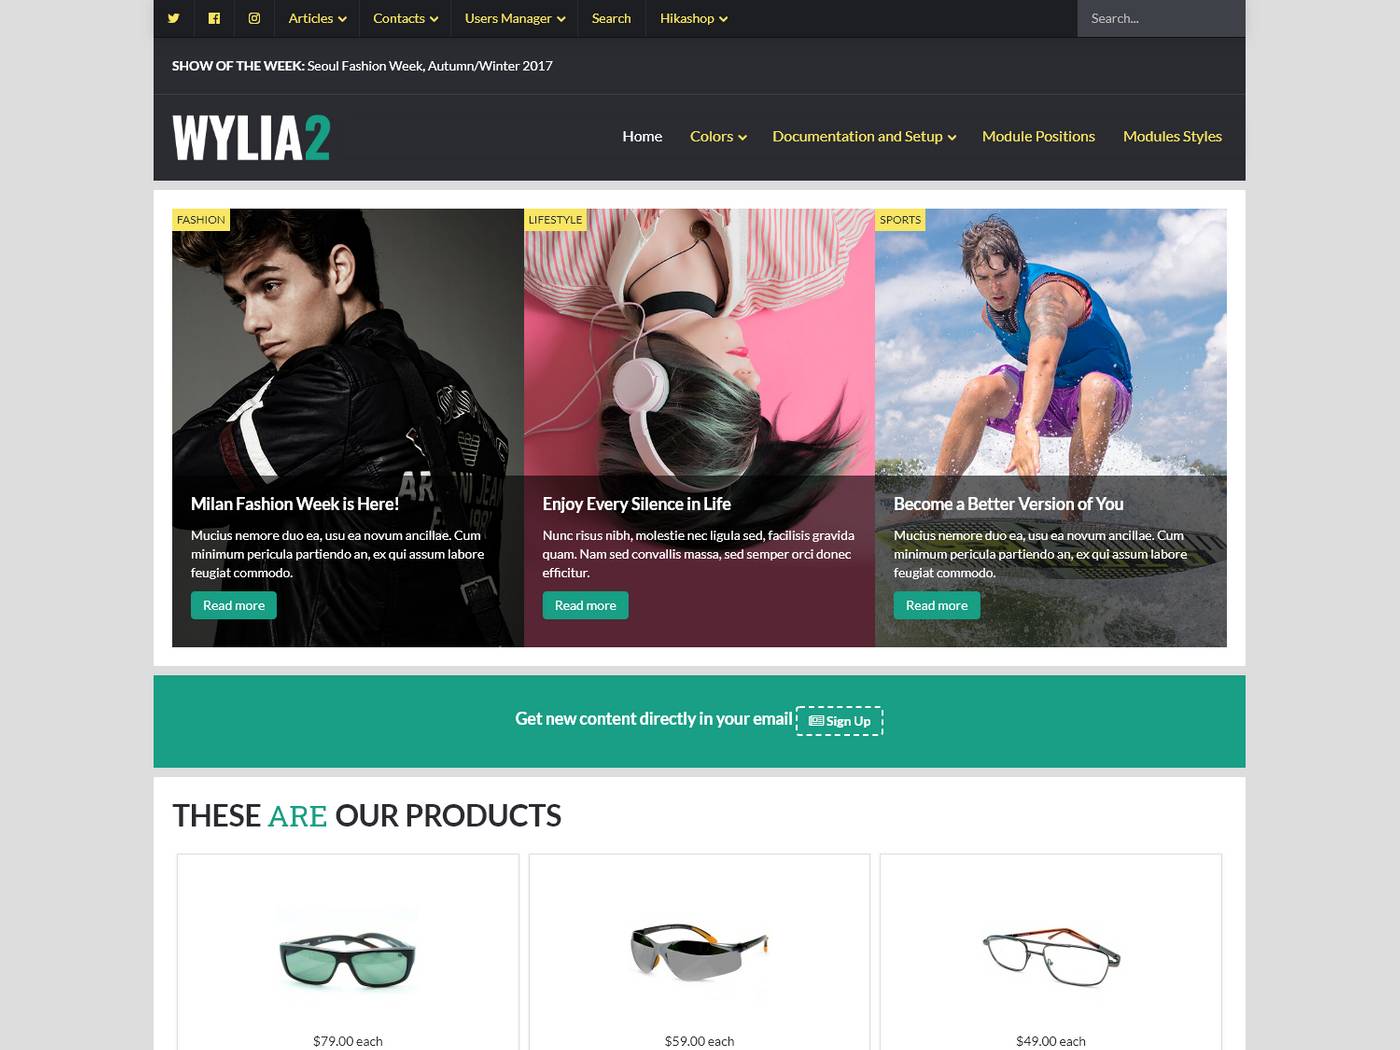 Articles
Contacts
Users Manager
Search
Hikashop
Search...
SHOW OF THE WEEK: Seoul Fashion Week, Autumn/Winter 2017
WYLIA2
Home
Colors
Documentation and Setup
Module Positions
Modules Styles
FASHION
LIFESTYLE
SPORTS
Milan Fashion Week is Here!
Mucius nemore duo ea, usu ea novum ancillae. Cum
minimum pericula partiendo an, ex qui assum labore
feugiat commodo.
Read more
Enjoy Every Silence in Life
Nunc risus nibh, molestie nec ligula sed, facilisis gravida
quam. Nam sed convallis massa, sed semper orci donec
efficitur.
Read more
Become a Better Version of You
Mucius nemore duo ea, usu ea novum ancillae. Cum
minimum pericula partiendo an, ex qui assum labore
feugiat commodo.
Read more
Get new content directly in your email
Sign Up
THESE ARE OUR PRODUCTS
$79.00 each
$59.00 each
$49.00 each